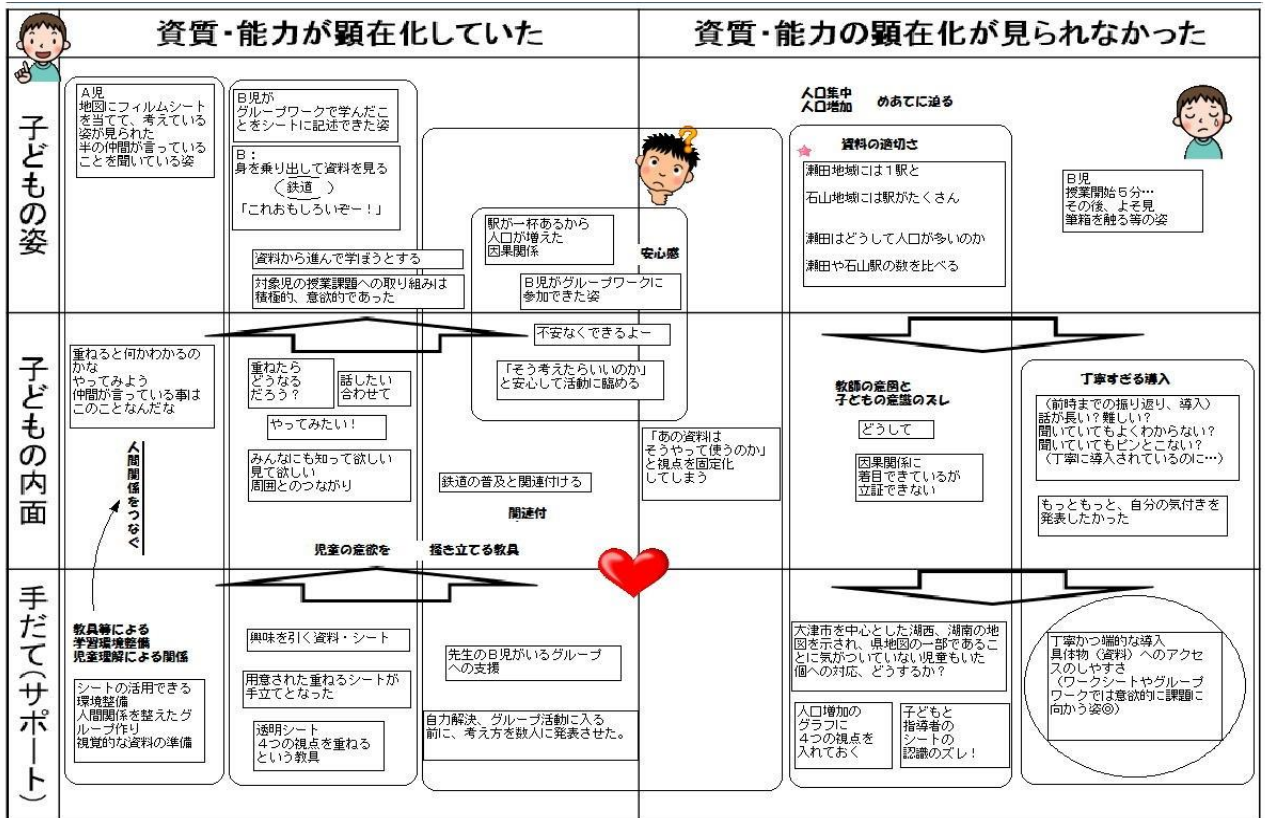 資質・能力が顕在化していた
資質・能力の顕在化が見られなかった
子どもの姿
A児
地図にフィルムシート
を当てて、考えている
姿が見られた
半の仲間が言っている
ことを聞いている姿
B児が
グループワークで学んだこ
とをシートに記述できた姿
B:
身を乗り出して資料を見る
(鉄道)
「これおもしろいぞー!」
資料から進んで学ぼうとする
対象児の授業課題への取り組みは
積極的、意欲的であった
駅が一杯あるから
人口が増えた
因果関係
安心感
B児がグループワークに
参加できた姿
人口集中
人口増加
めあてに迫る
資料の適切さ
瀬田地域には1駅と
石山地域には駅がたくさん
瀬田はどうして人口が多いのか
瀬田や石山駅の数を比べる
B児
授業開始5分…
その後、よそ見
筆箱を触る等の姿
子どもの内面
重ねると何かわかるの
かな
やってみよう
仲間が言っている事は
このことなんだな
人間関係をつなぐ
重ねたら
どうなる
だろう?
話したい
合わせて
やってみたい!
みんなにも知って欲しい
見て欲しい
周囲とのつながり
不安なくできるよー
「そう考えたらいいのか」
と安心して活動に臨める
鉄道の普及と関連付ける
関連付
児童の意欲を 掻き立てる教具
「あの資料は
そうやって使うのか」
と視点を固定化
してしまう
教師の意図と
子どもの意識のズレ
どうして
因果関係に
着目できているが
立証できない
丁寧すぎる導入
(前時までの振り返り、導入)
話が長い?難しい?
聞いていてもよくわからない?
聞いていてもピンとこない?
(丁寧に導入されているのに…)
もっともっと、自分の気付きを
発表したかった
手だて(サポート)
教具等による
学習環境整備
児童理解による関係
シートの活用できる
環境整備
人間関係を整えたグ
ループ作り
視覚的な資料の準備
興味を引く資料・シート
用意された重ねるシートが
手立てとなった
透明シート
4つの視点を重ねる
という教具
先生のB児がいるグループ
への支援
自力解決、グループ活動に入る
前に、考え方を数人に発表させた。
大津市を中心とした湖西、湖南の地
図を示され、県地図の一部であるこ
とに気がついていない児童もいた
個への対応、どうするか?
人口増加の
グラフに
4つの視点を
入れておく
子どもと
指導者の
シートの
認識のズレ!
丁寧かつ端的な導入
具体物(資料)へのアクセ
スのしやすさ
(ワークシートやグループ
ワークでは意欲的に課題に
向かう姿◎)